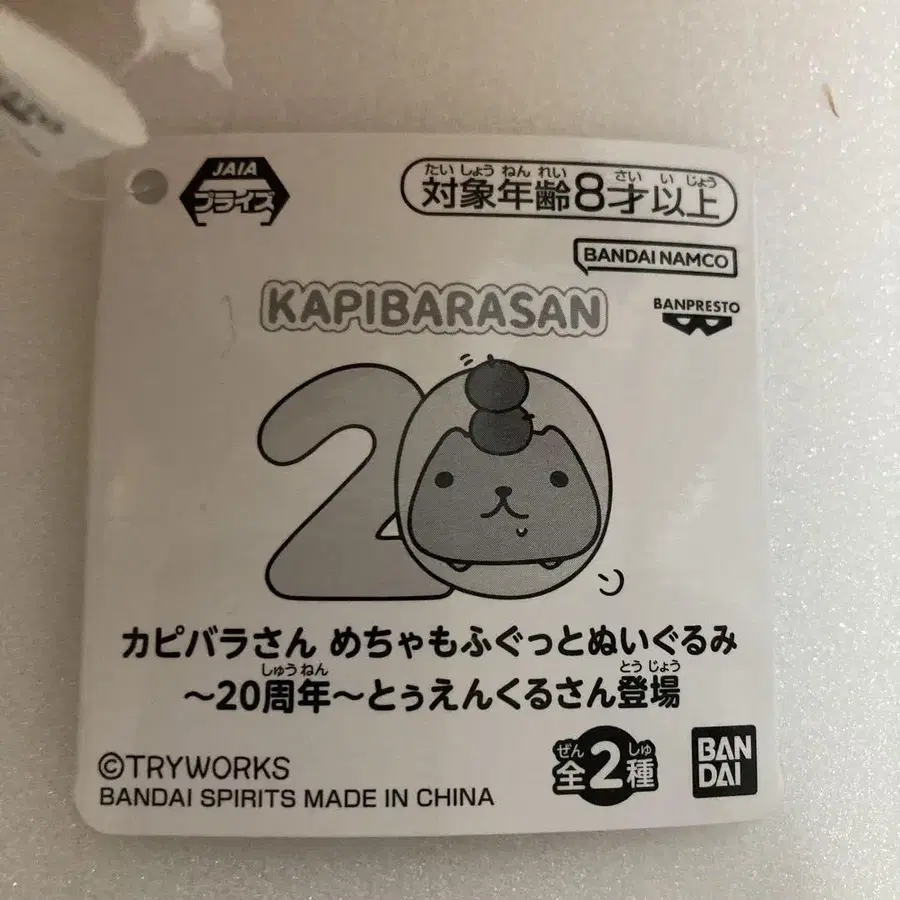 JAIA
プライズ
たいしょうねんれい さい いじょう
対象年齢8才以上
BANDAI NAMCO
KAPIBARASAN
BANPRESTO
20
カピバラさん めちゃもふぐっとぬいぐるみ
しゅうねん とうじょう
〜20周年〜とぅえんくるさん登場
©TRYWORKS
BANDAI SPIRITS MADE IN CHINA
ぜん しゅ
全2種
BAN
DAI